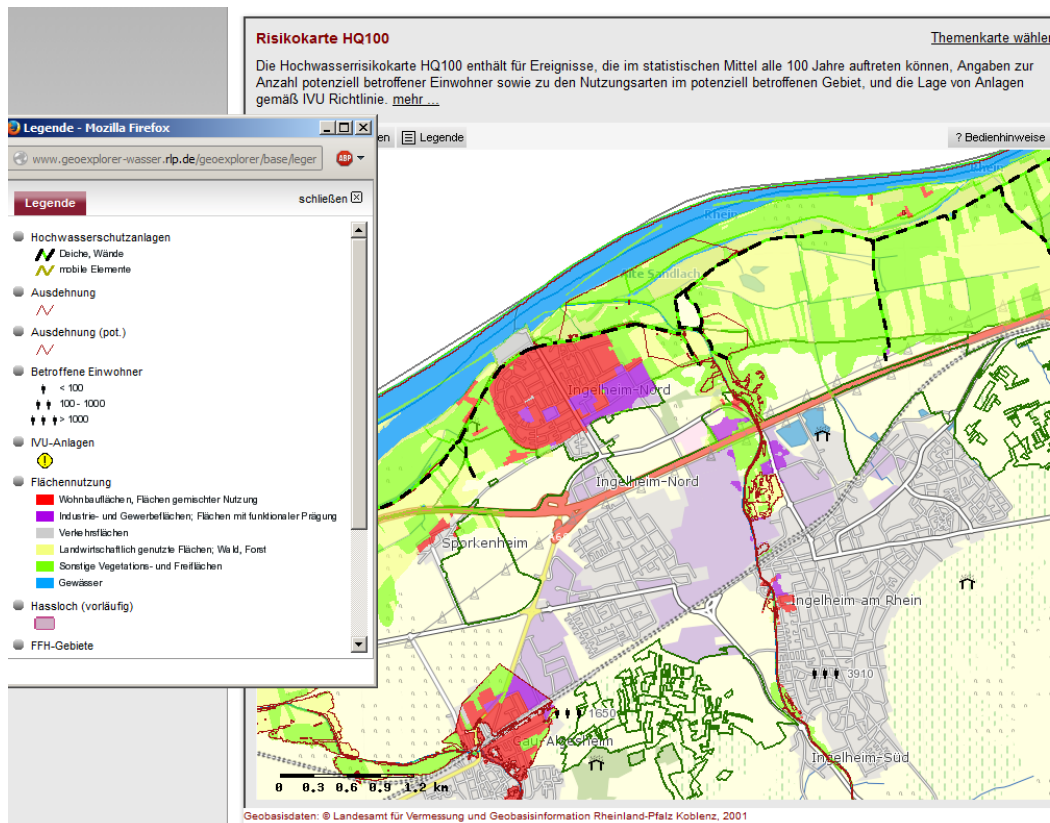 Risikokarte HQ100
Themenkarte wählen
Die Hochwasserrisikokarte HQ100 enthält für Ereignisse, die im statistischen Mittel alle 100 Jahre auftreten können, Angaben zur
Anzahl potenziell betroffener Einwohner sowie zu den Nutzungsarten im potenziell betroffenen Gebiet, und die Lage von Anlagen
gemäß IVU Richtlinie. mehr ...
Legende - Mozilla Firefox
en
Legende
? Bedienhinweise
www.geoexplorer-wasser.rlp.de/geoexplorer/base/leger
ABP
Legende
schließen
Hochwasserschutzanlagen
Deiche, Wände
mobile Elemente
Ausdehnung
Ausdehnung (pot.)
Betroffene Einwohner
< 100
100 - 1000
> 1000
IVU-Anlagen
Flächennutzung
Wohnbauflächen, Flächen gemischter Nutzung
Industrie- und Gewerbeflächen; Flächen mit funktionaler Prägung
Verkehrsflächen
Landwirtschaftlich genutzte Flächen; Wald, Forst
Sonstige Vegetations- und Freiflächen
Gewässer
Hassloch (vorläufig)
FFH-Gebiete
Rhein
Rhein
Alte Sandlach
Ingelheim-Nord
Ingelheim-Nord
Sporkenheim
Ingelheim am Rhein
3910
1650
Gau-Algesheim
Ingelheim-Süd
0 0.3 0.6 0.9 1.2 km
Geobasisdaten: © Landesamt für Vermessung und Geobasisinformation Rheinland-Pfalz Koblenz, 2001